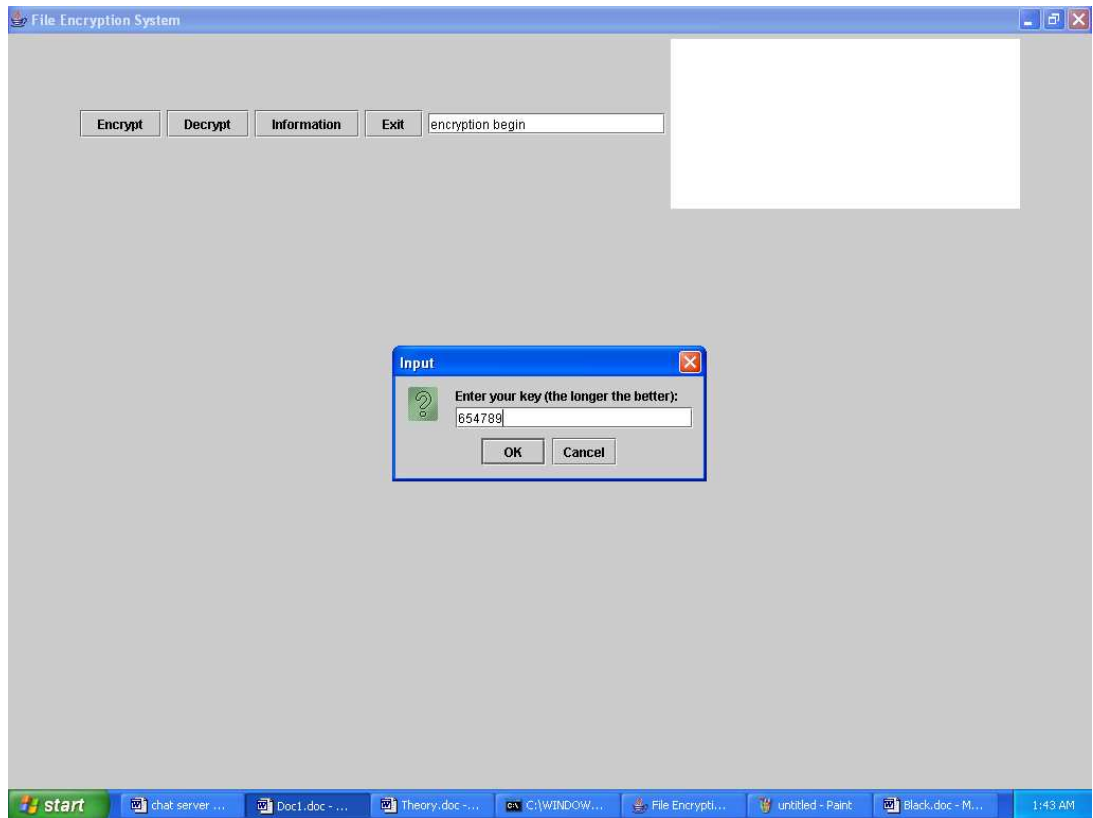 File Encryption System
Encrypt Decrypt Information Exit encryption begin
Input
Enter your key (the longer the better):
654789
OK Cancel
start chat server ... Doc1.doc - ... Theory.doc -... C:\WINDOW... File Encrypti... untitled - Paint Black.doc - M... 1:43 AM